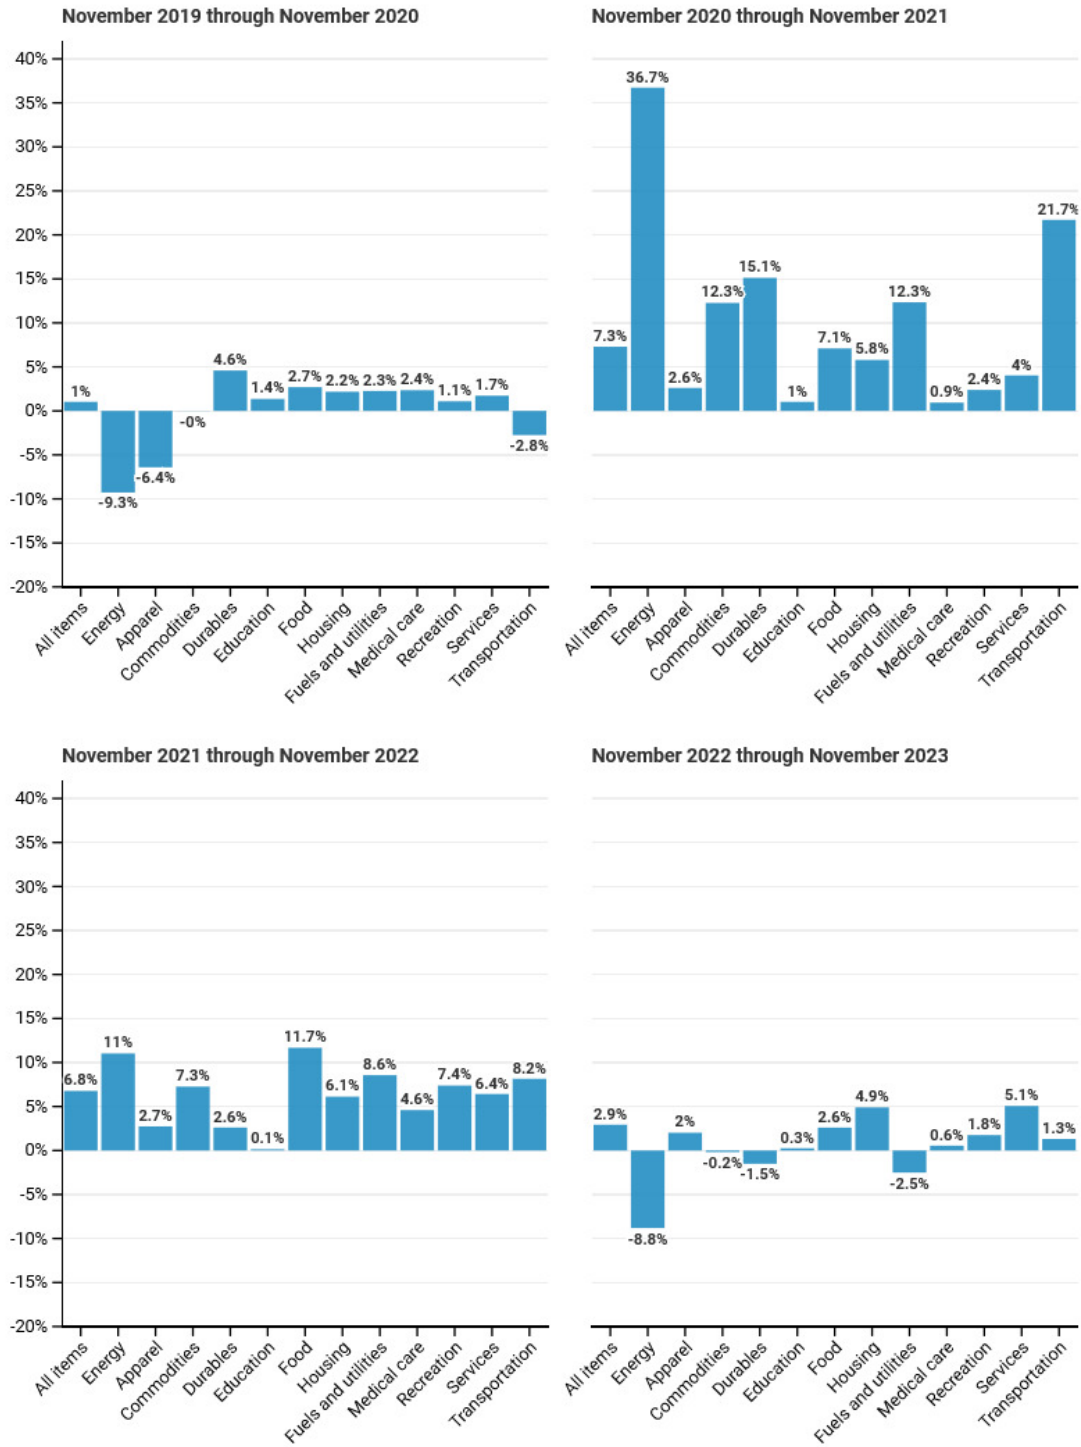 November 2019 through November 2020
40%
35%
30%
25%
20%
15%
10%
5%
0%
-5%
-10%
-15%
-20%
1%
-9.3%
-6.4%
-0%
4.6%
1.4%
2.7%
2.2%
2.3%
2.4%
1.1%
1.7%
-2.8%
All items
Energy
Apparel
Commodities
Durables
Education
Food
Housing
Fuels and utilities
Medical care
Recreation
Services
Transportation
November 2020 through November 2021
7.3%
36.7%
2.6%
12.3%
15.1%
1%
7.1%
5.8%
12.3%
0.9%
2.4%
4%
21.7%
All items
Energy
Apparel
Commodities
Durables
Education
Food
Housing
Fuels and utilities
Medical care
Recreation
Services
Transportation
November 2021 through November 2022
40%
35%
30%
25%
20%
15%
10%
5%
0%
-5%
-10%
-15%
-20%
6.8%
11%
2.7%
7.3%
2.6%
0.1%
11.7%
6.1%
8.6%
4.6%
7.4%
6.4%
8.2%
All items
Energy
Apparel
Commodities
Durables
Education
Food
Housing
Fuels and utilities
Medical care
Recreation
Services
Transportation
November 2022 through November 2023
2.9%
-8.8%
2%
-0.2%
-1.5%
0.3%
2.6%
4.9%
-2.5%
0.6%
1.8%
5.1%
1.3%
All items
Energy
Apparel
Commodities
Durables
Education
Food
Housing
Fuels and utilities
Medical care
Recreation
Services
Transportation